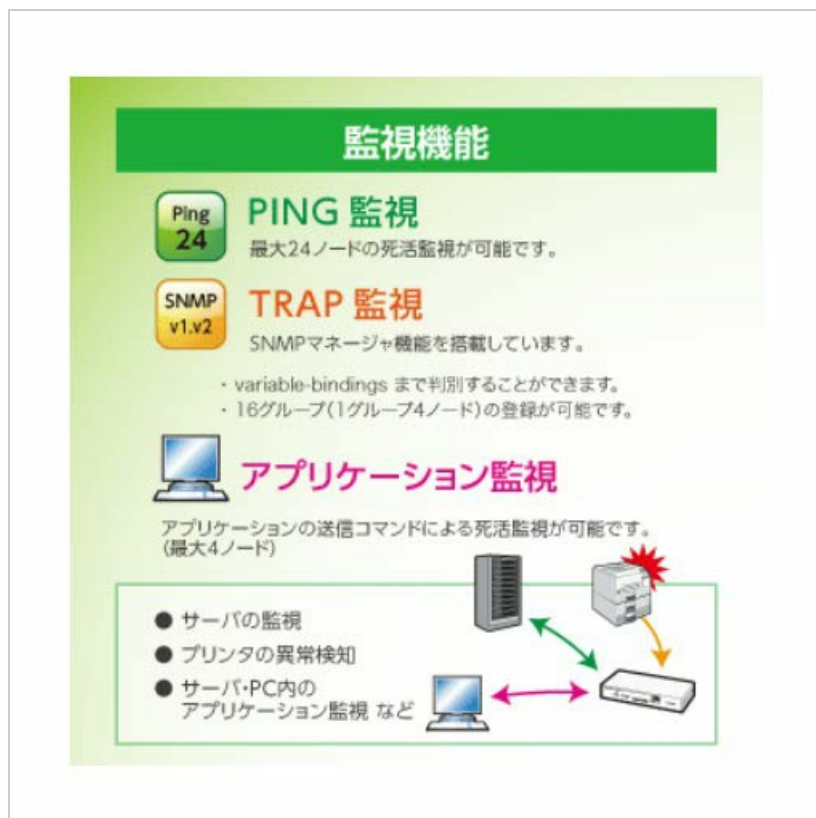 監視機能
Ping
24
PING 監視
最大24ノードの死活監視が可能です。
SNMP
v1.v2
TRAP 監視
SNMPマネージャ機能を搭載しています。
・variable-bindings まで判別することができます。
・16グループ(1グループ4ノード)の登録が可能です。
アプリケーション監視
アプリケーションの送信コマンドによる死活監視が可能です。
(最大4ノード)
● サーバの監視
● プリンタの異常検知
● サーバ・PC内の
アプリケーション監視 など